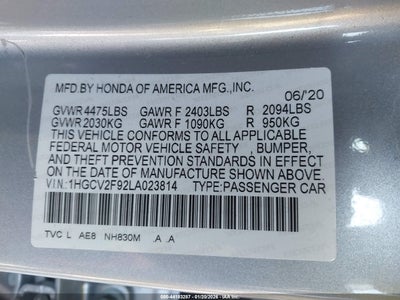 MFD.BY HONDA OF AMERICA MFG.,INC.
06/'20
GVWR 4475LBS GAWR F 2403LBS R 2094LBS
GVWR 2030KG GAWR F 1090KG R 950KG
THIS VEHICLE CONFORMS TO ALL APPLICABLE
FEDERAL MOTOR VEHICLE SAFETY , BUMPER,
AND THEFT PREVENTION STANDARDS IN EFFECT
ON THE DATE OF MANUFACTURE SHOWN ABOVE.
VIN:1HGCV2F92LA023814 TYPE:PASSENGER CAR
TVC L AE8 NH830M .A .A